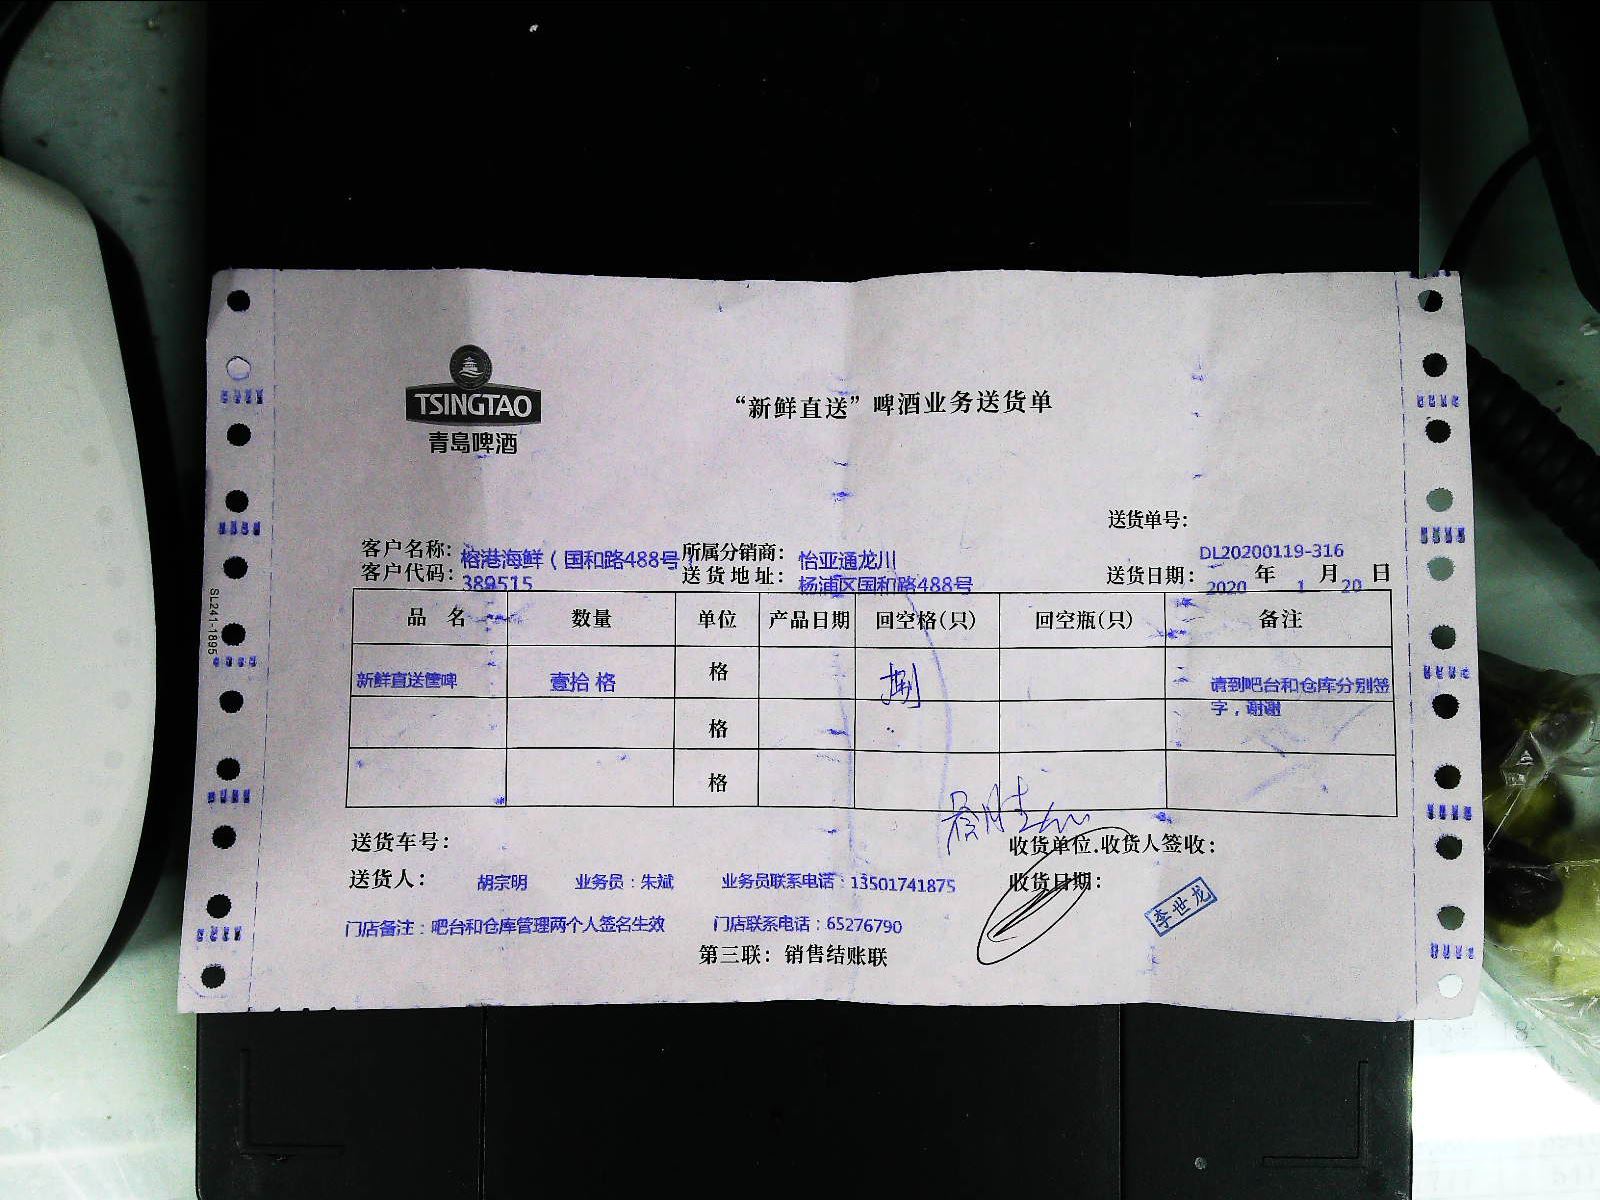 TSINGTAO
青岛啤酒
“新鲜直送”啤酒业务送货单
送货单号：
DL20200119-316
客户名称：榕港海鲜（国和路488号 所属分销商：怡亚通龙川
客户代码：389515 送货地址：杨浦区国和路488号 送货日期：2020 年 1 月 20 日
品 名 数量 单位 产品日期 回空格(只) 回空瓶(只) 备注
新鲜直送筐啤 壹拾 格 格 捌 请到吧台和仓库分别签字，谢谢
格
格
送货车号： 收货单位.收货人签收：
送货人： 胡宗明 业务员：朱斌 业务员联系电话：13501741875 收货日期：
李世龙
门店备注：吧台和仓库管理两个人签名生效 门店联系电话：65276790
第三联：销售结账联
SL241-1895